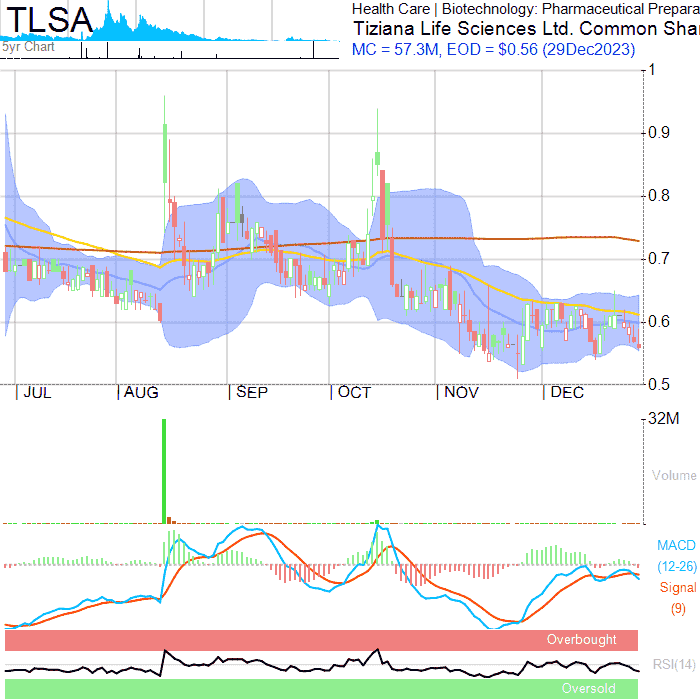 TLSA
5yr Chart
Health Care | Biotechnology: Pharmaceutical Prepara
Tiziana Life Sciences Ltd. Common Shar
MC = 57.3M, EOD = $0.56 (29Dec2023)
1
0.9
0.8
0.7
0.6
0.5
JUL AUG SEP OCT NOV DEC
32M
Volume
MACD
(12-26)
Signal
(9)
Overbought
RSI(14)
Oversold